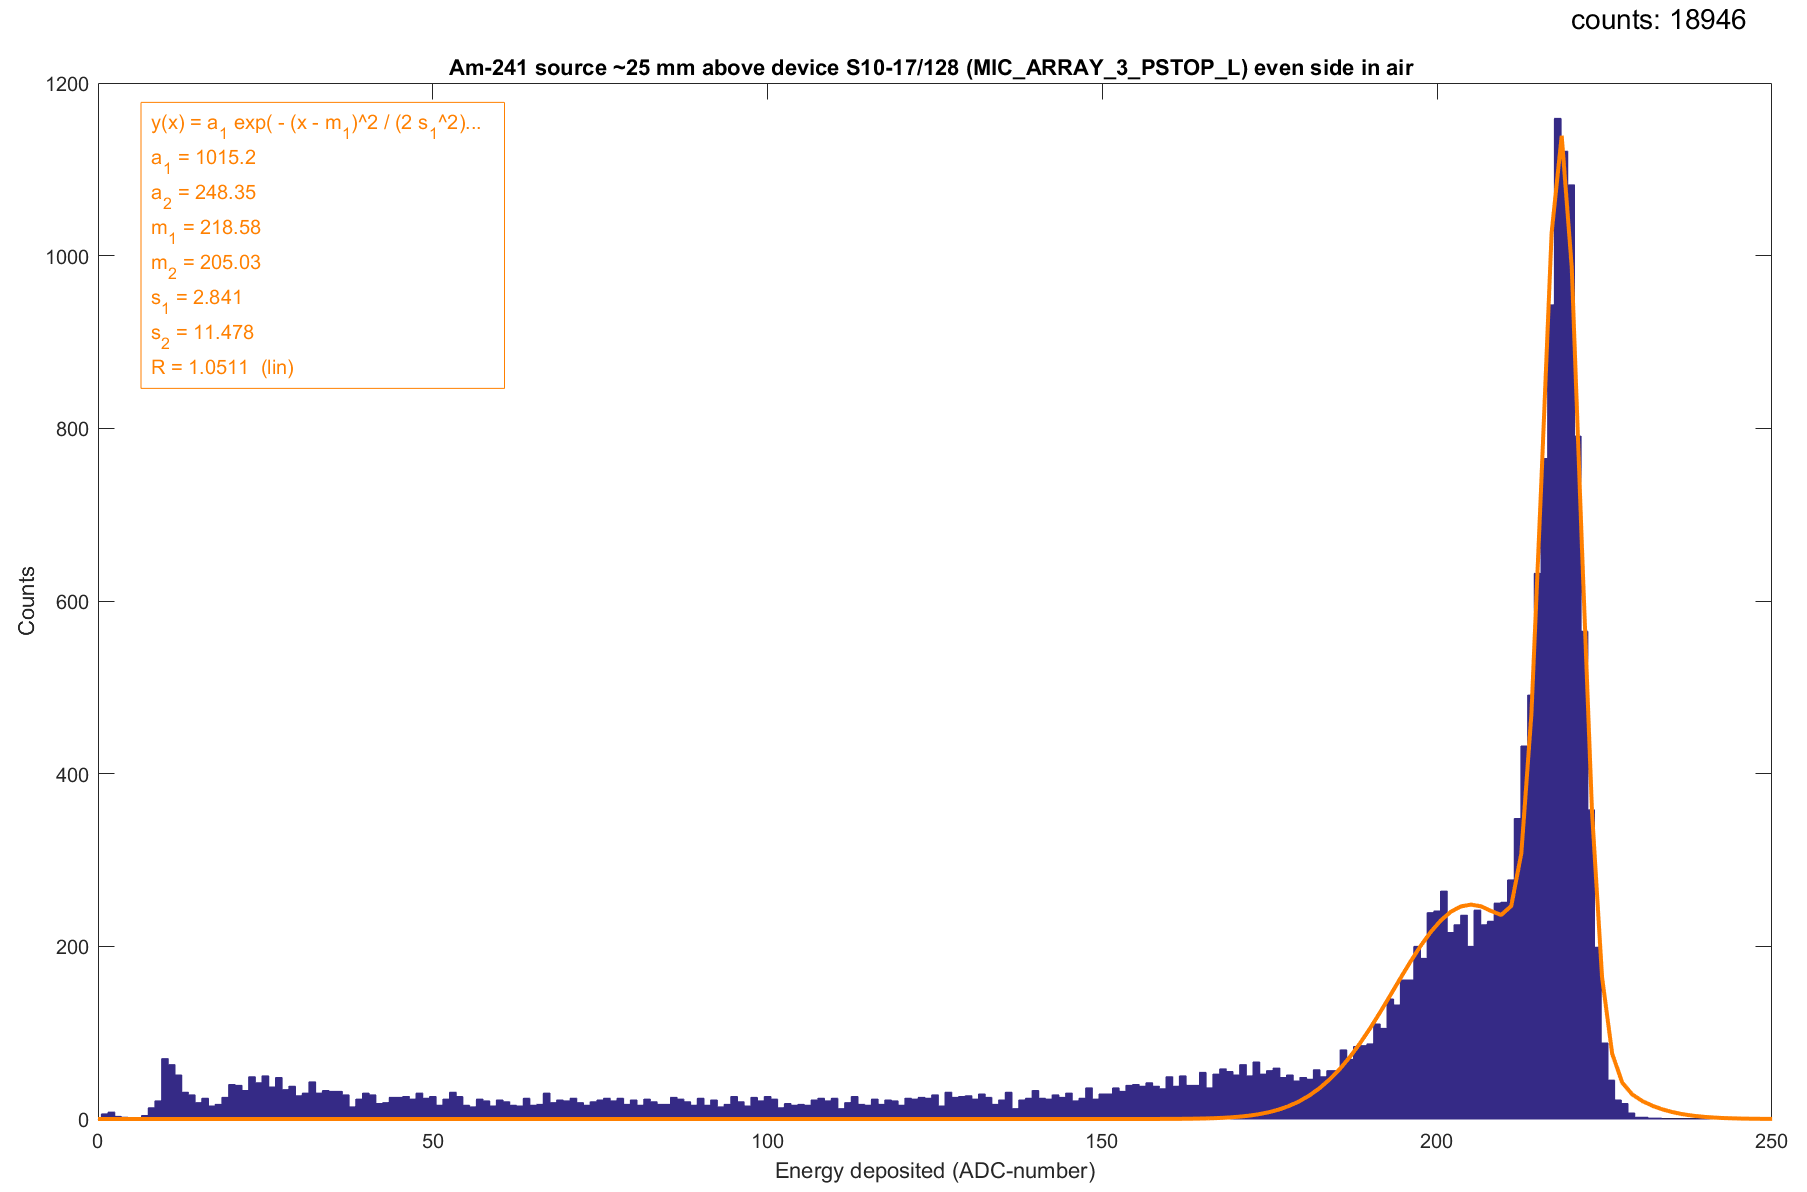 counts: 18946
Am-241 source ~25 mm above device S10-17/128 (MIC_ARRAY_3_PSTOP_L) even side in air
1200
1000
800
600
400
200
0
Counts
y(x) = a1 exp( - (x - m1)^2 / (2 s1^2)...
a1 = 1015.2
a2 = 248.35
m1 = 218.58
m2 = 205.03
s1 = 2.841
s2 = 11.478
R = 1.0511 (lin)
0 50 100 150 200 250
Energy deposited (ADC-number)